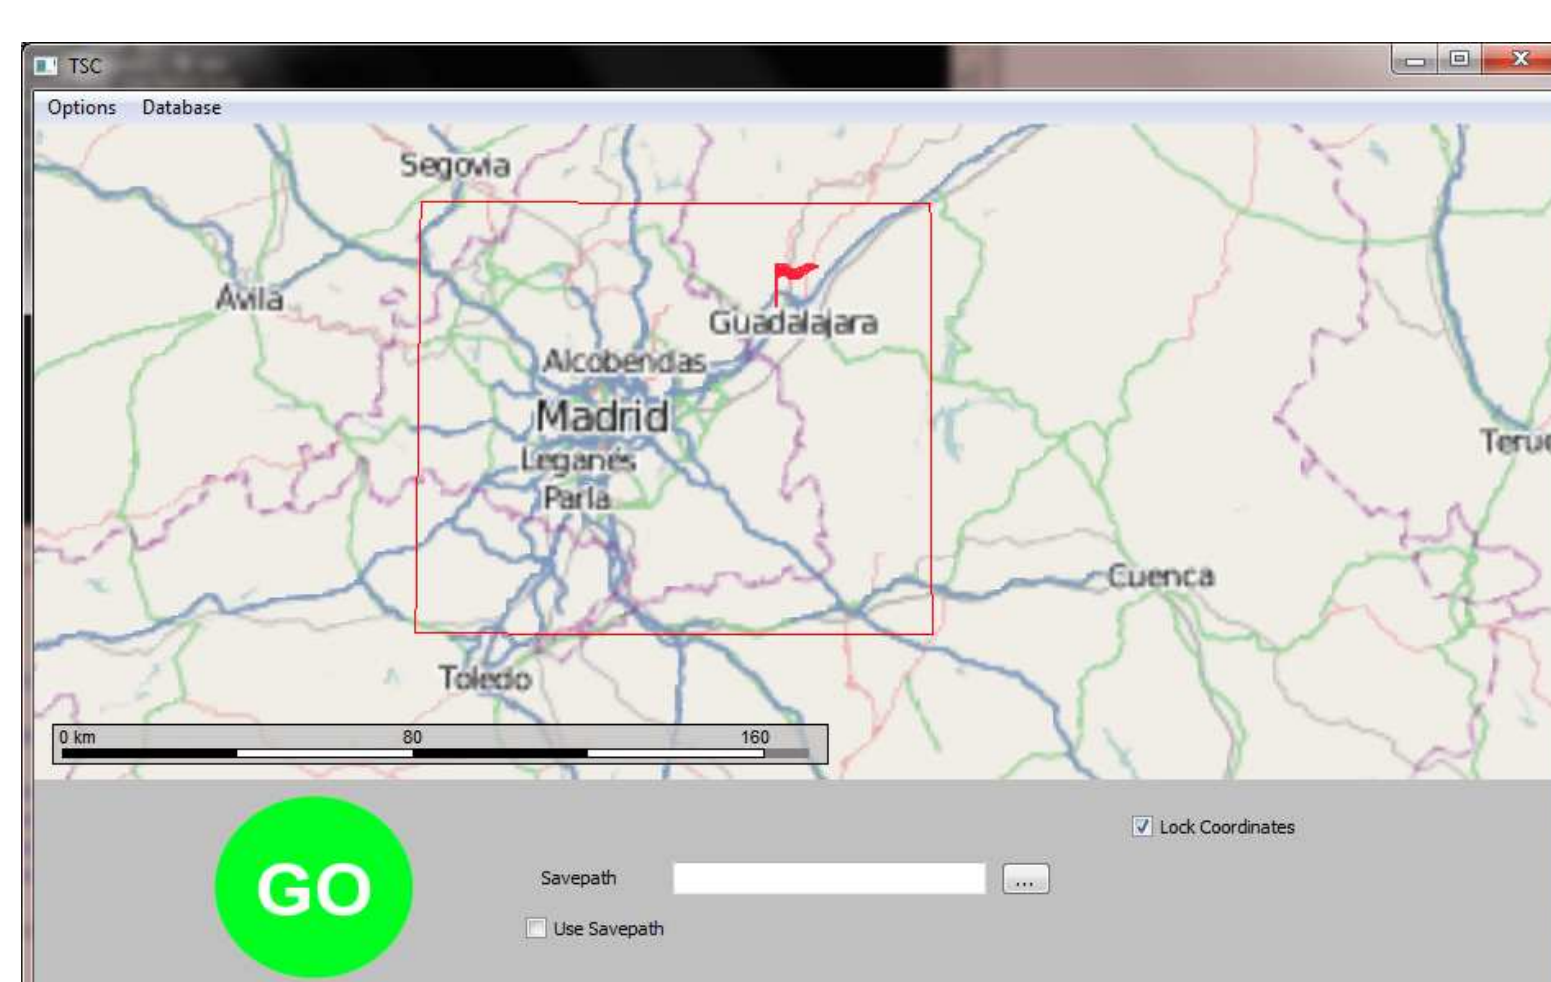 TSC
Options Database
Segovia
Avila
Guadalajara
Alcobendas
Madrid
Leganés
Teru
Parla
Cuenca
Toledo
0 km 80 160
Lock Coordinates
GO
Savepath ...
Use Savepath